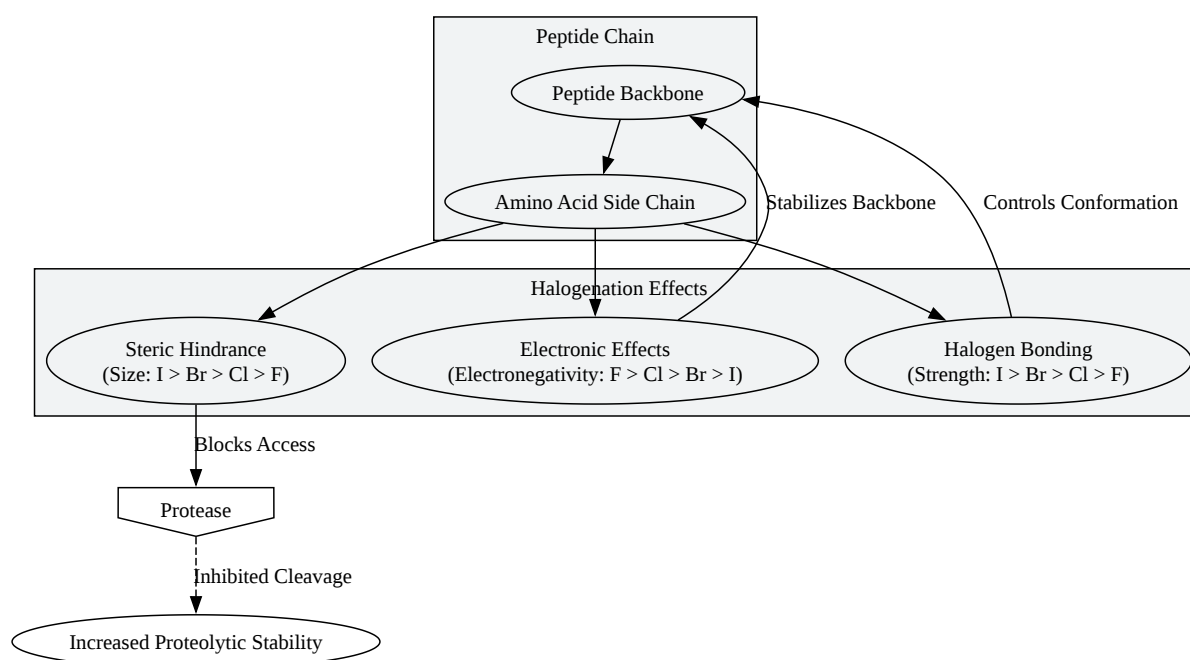 Peptide Chain
Peptide Backbone
Amino Acid Side Chain
Stabilizes Backbone
Controls Conformation
Halogenation Effects
Steric Hindrance
(Size: I > Br > Cl > F)
Electronic Effects
(Electronegativity: F > Cl > Br > I)
Halogen Bonding
(Strength: I > Br > Cl > F)
Blocks Access
Protease
Inhibited Cleavage
Increased Proteolytic Stability